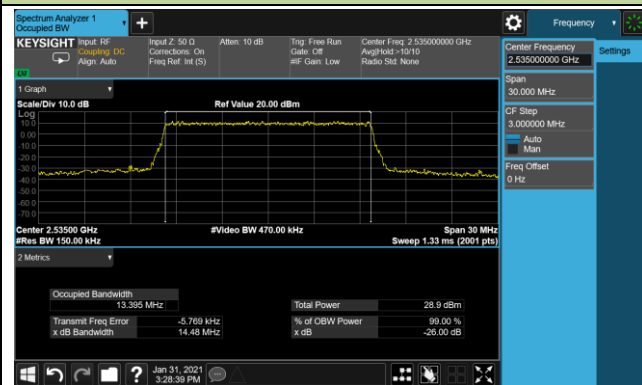 Spectrum Analyzer 1
Occupied BW
Frequency
KEYSIGHT
Input: RF
Coupling: DC
Align: Auto
Input Z: 50 Ω
Corrections: On
Freq Ref: Int (S)
Atten: 10 dB
Trig: Free Run
Gate: Off
#IF Gain: Low
Center Freq: 2.535000000 GHz
Avg|Hold:>10/10
Radio Std: None
Center Frequency
2.535000000 GHz
Settings
Span
30.000 MHz
CF Step
3.000000 MHz
Auto
Man
Freq Offset
0 Hz
1 Graph
Scale/Div 10.0 dB
Ref Value 20.00 dBm
Log
10.0
0.00
-10.0
-20.0
-30.0
-40.0
-50.0
-60.0
-70.0
Center 2.53500 GHz
#Video BW 470.00 kHz
Span 30 MHz
#Res BW 150.00 kHz
Sweep 1.33 ms (2001 pts)
2 Metrics
Occupied Bandwidth
13.395 MHz
Total Power 28.9 dBm
Transmit Freq Error -5.769 kHz
% of OBW Power 99.00 %
x dB Bandwidth 14.48 MHz
x dB -26.00 dB
?
Jan 31, 2021
3:28:39 PM